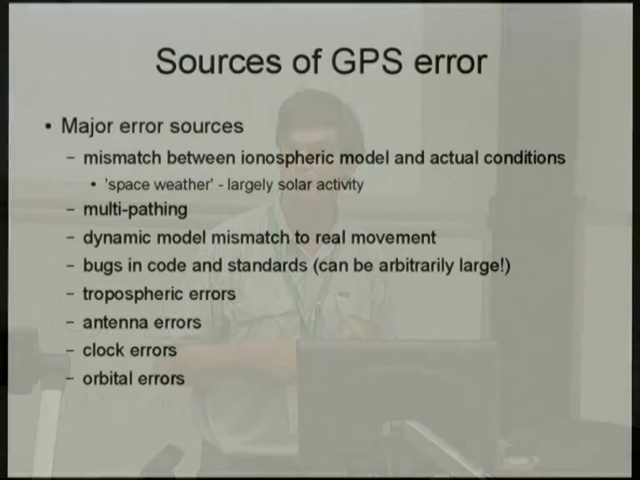 Sources of GPS error
• Major error sources
– mismatch between ionospheric model and actual conditions
• 'space weather' - largely solar activity
– multi-pathing
– dynamic model mismatch to real movement
– bugs in code and standards (can be arbitrarily large!)
– tropospheric errors
– antenna errors
– clock errors
– orbital errors